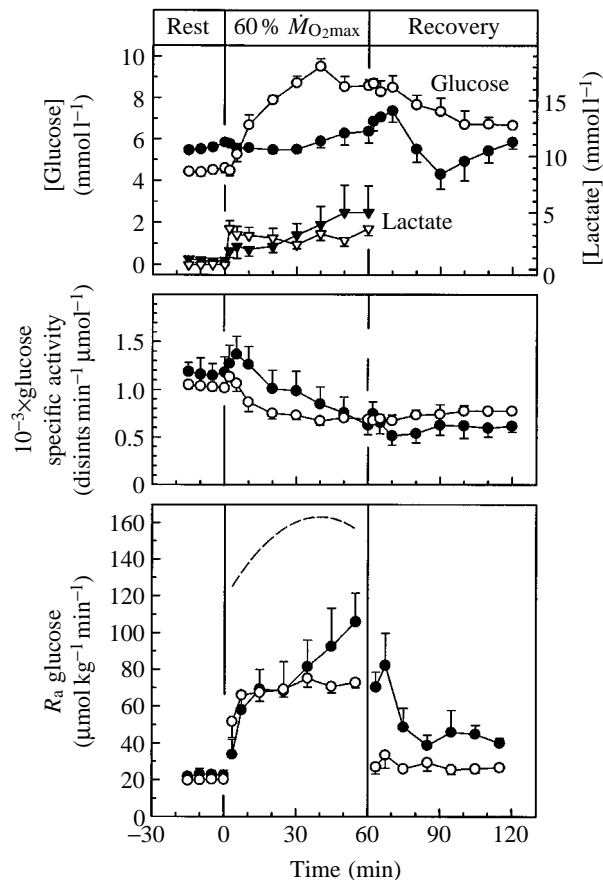 Rest 60 % ṀO2max Recovery
10
8
6
4
2
0
[Glucose]
(mmol l−1)
Glucose
Lactate
15
10
5
0
[Lactate]
(mmol l−1)
1.5
1.0
0.5
0
10−3×glucose
specific activity
(disints min−1 μmol−1)
160
140
120
100
80
60
40
20
0
Ra glucose
(μmol kg−1 min−1)
−30 0 30 60 90 120
Time (min)